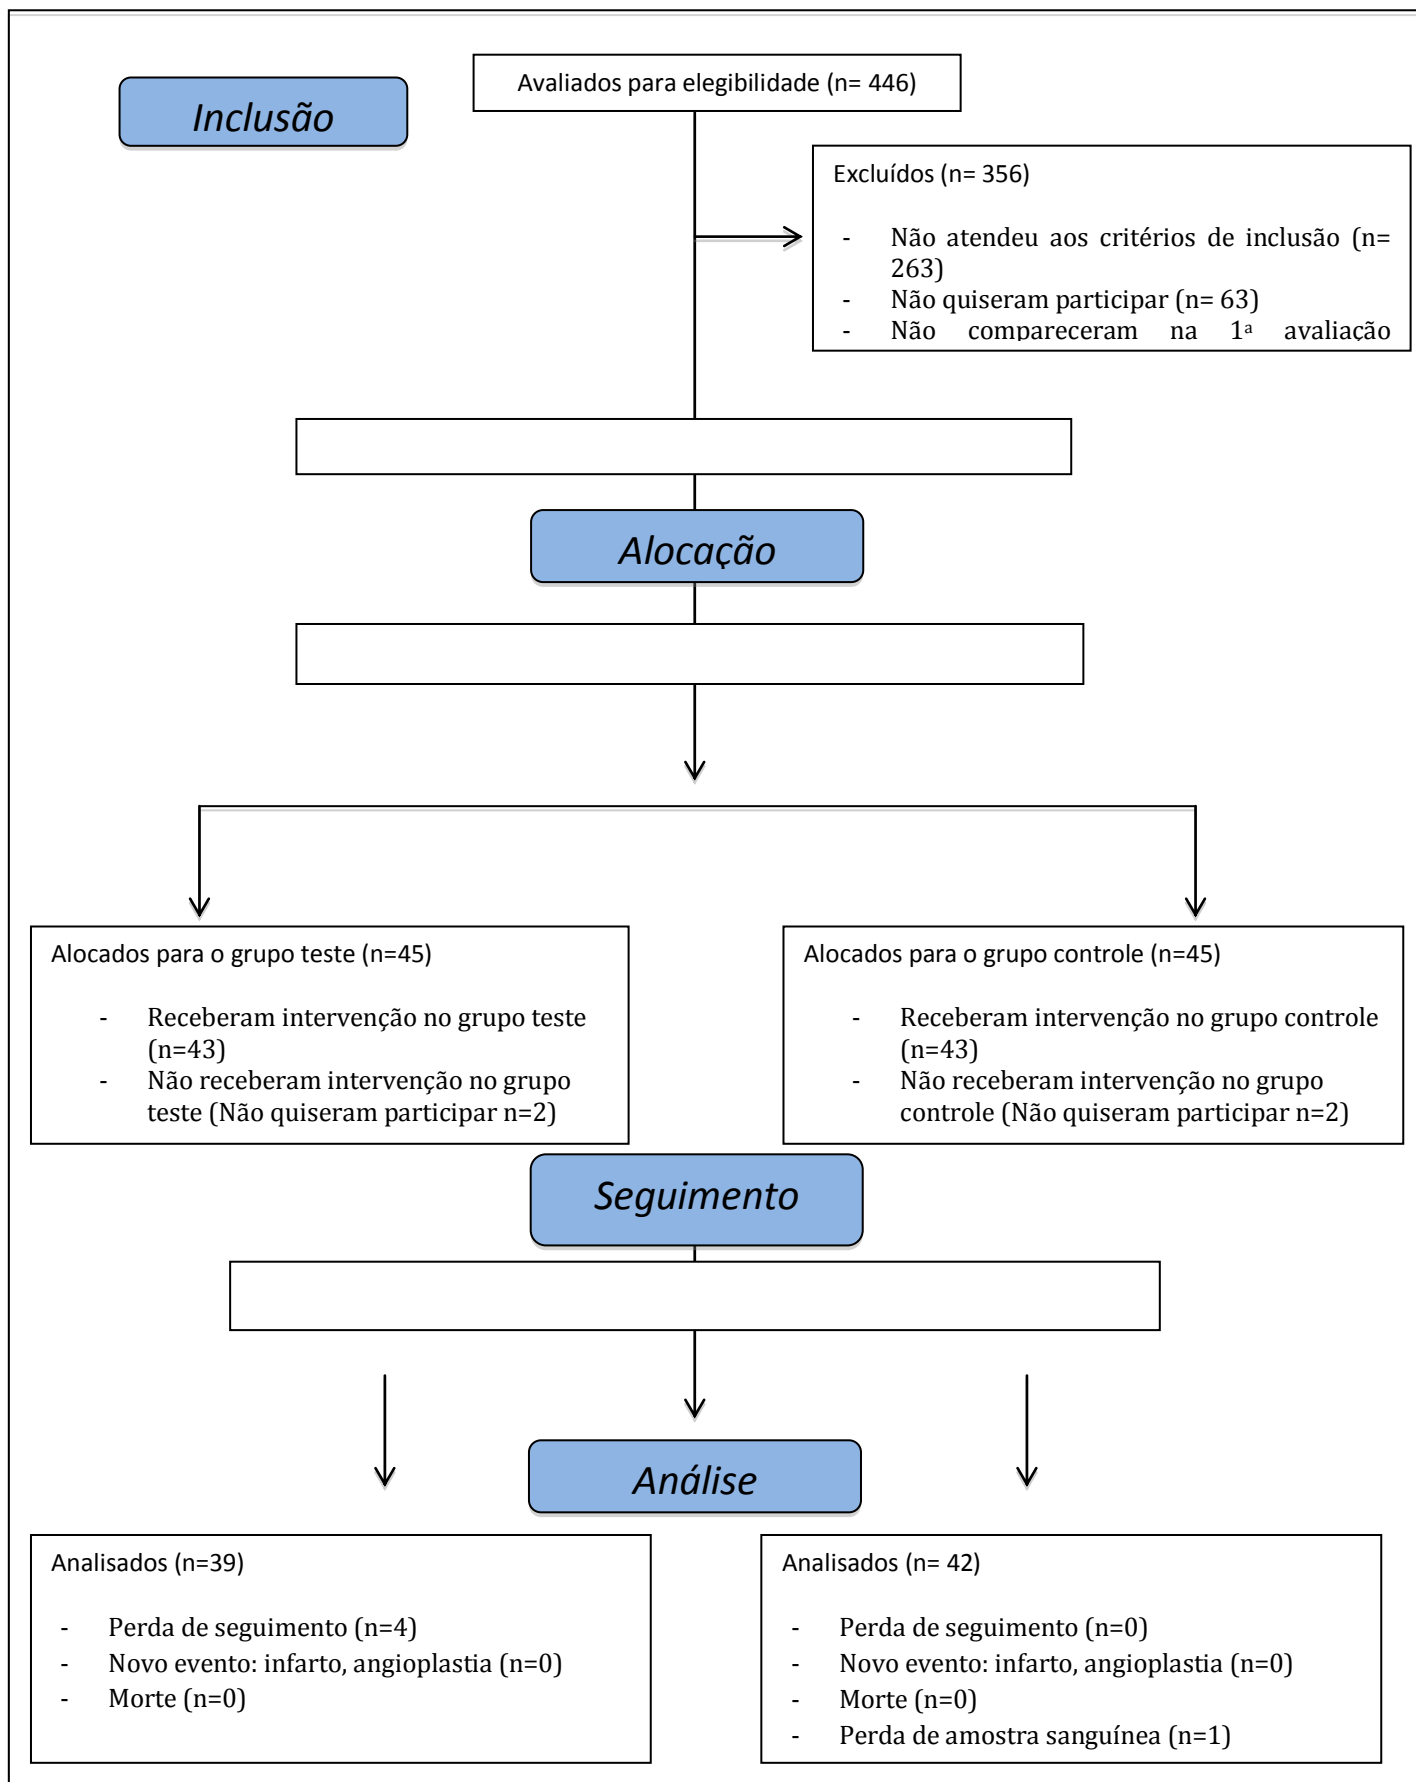 Avaliados para elegibilidade (n= 446)
Inclusão
Excluídos (n= 356)
- Não atendeu aos critérios de inclusão (n=
263)
- Não quiseram participar (n= 63)
- Não compareceram na 1ª avaliação
Alocação
Alocados para o grupo teste (n=45)
- Receberam intervenção no grupo teste
(n=43)
- Não receberam intervenção no grupo
teste (Não quiseram participar n=2)
Alocados para o grupo controle (n=45)
- Receberam intervenção no grupo controle
(n=43)
- Não receberam intervenção no grupo
controle (Não quiseram participar n=2)
Seguimento
Análise
Analisados (n=39)
- Perda de seguimento (n=4)
- Novo evento: infarto, angioplastia (n=0)
- Morte (n=0)
Analisados (n= 42)
- Perda de seguimento (n=0)
- Novo evento: infarto, angioplastia (n=0)
- Morte (n=0)
- Perda de amostra sanguínea (n=1)